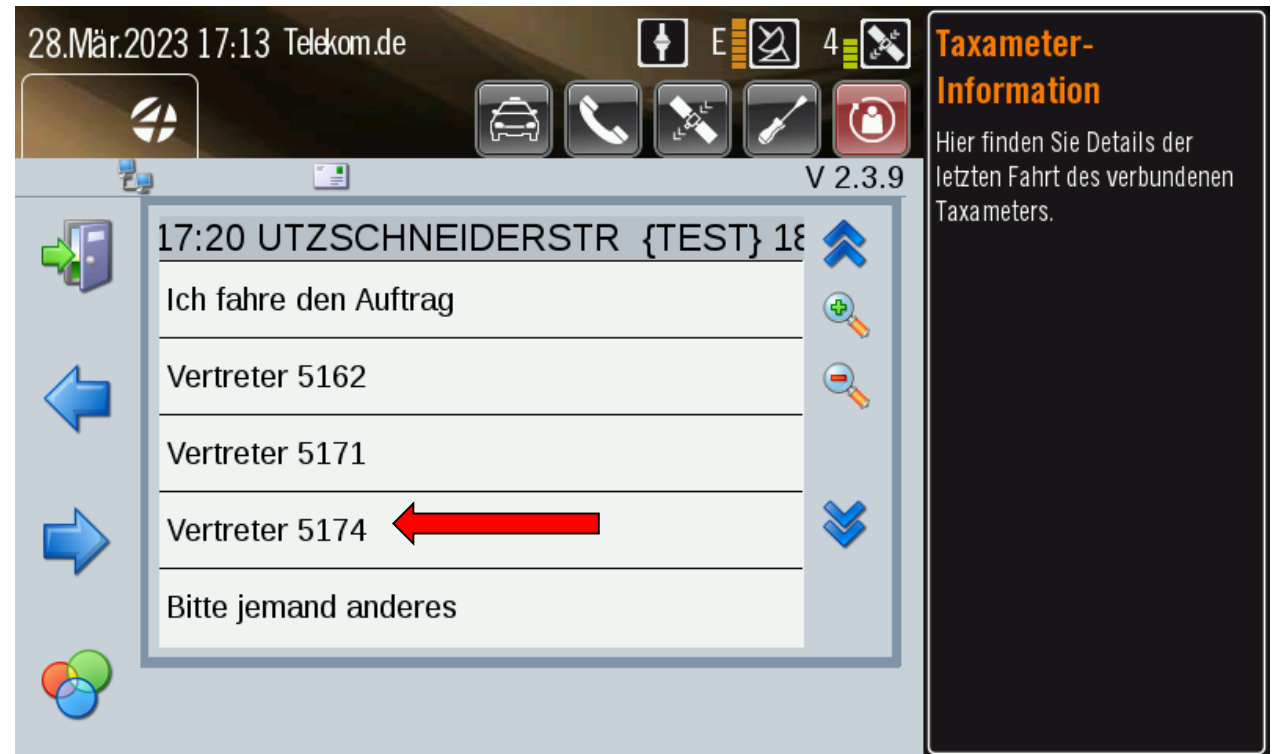 28.Mär.2023 17:13 Telekom.de E 4
V 2.3.9
17:20 UTZSCHNEIDERSTR {TEST} 18
Ich fahre den Auftrag
Vertreter 5162
Vertreter 5171
Vertreter 5174
Bitte jemand anderes
Taxameter-
Information
Hier finden Sie Details der
letzten Fahrt des verbundenen
Taxameters.